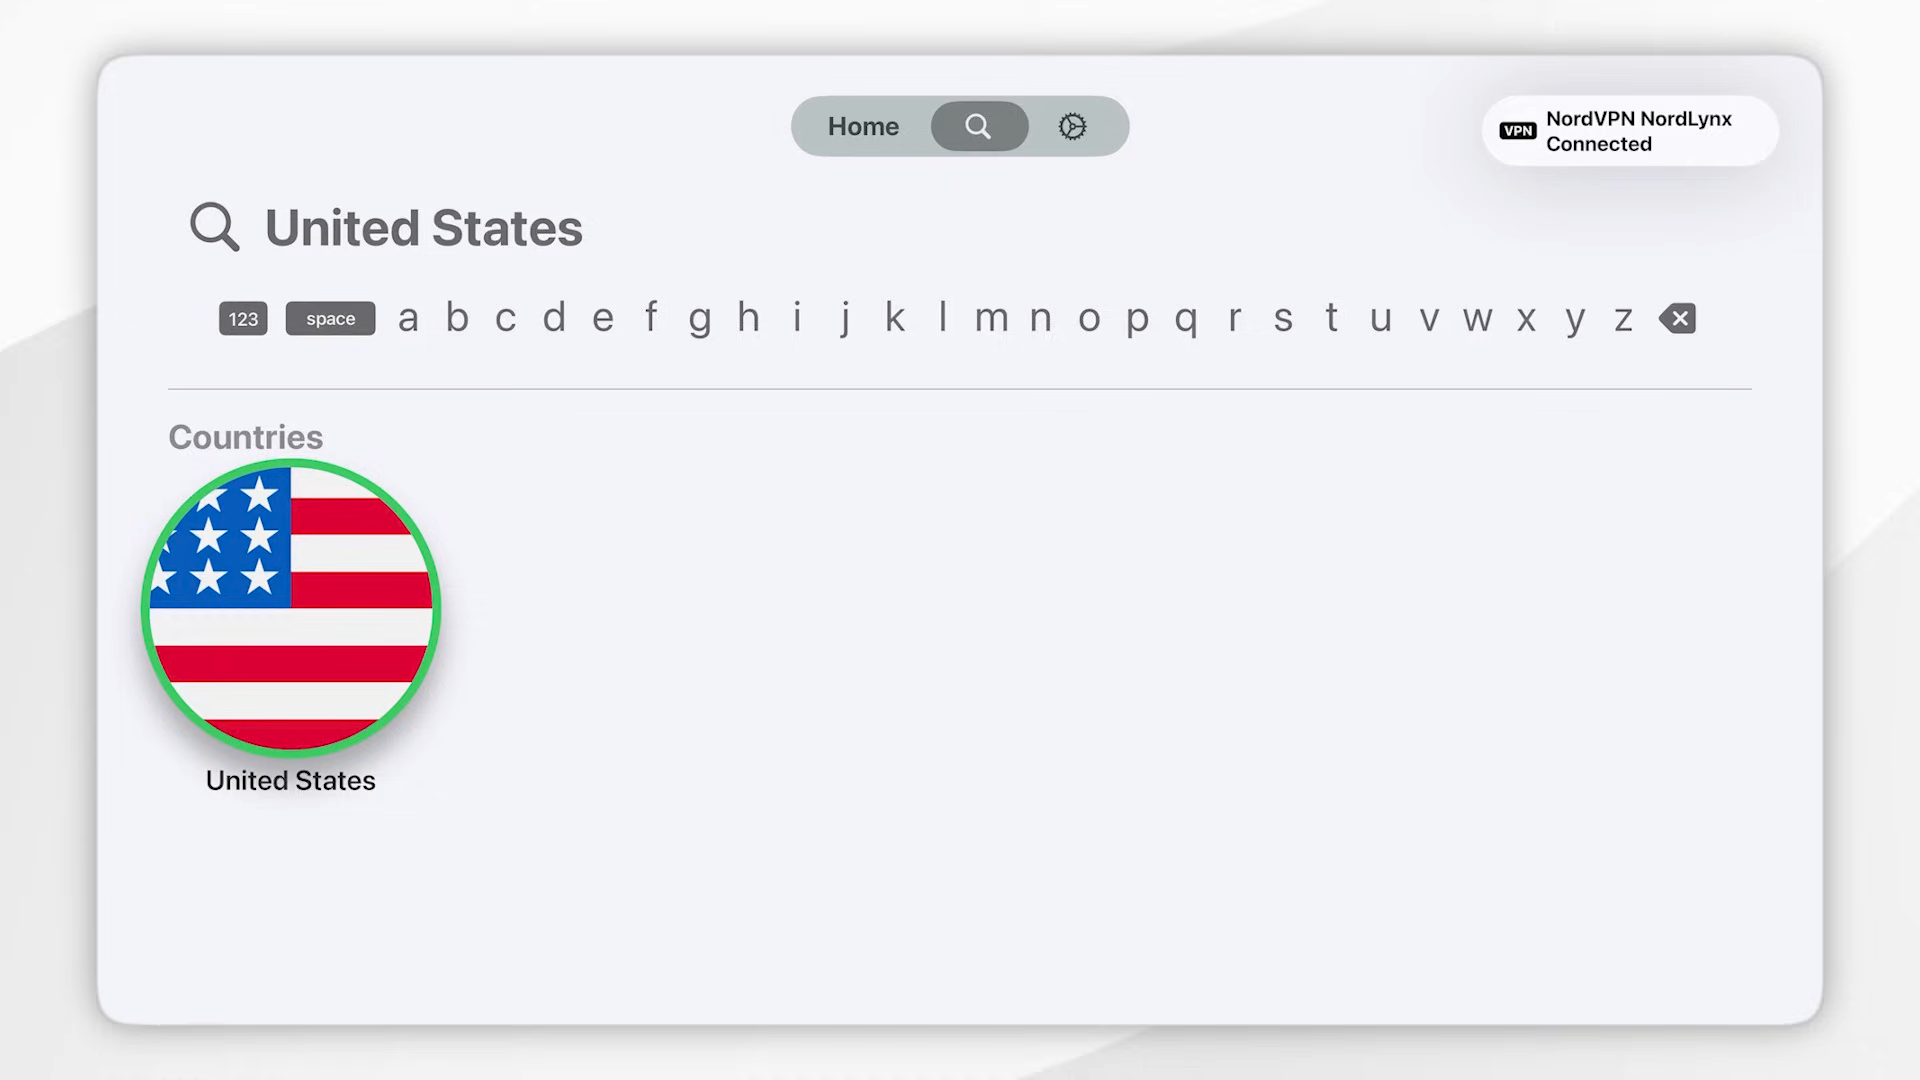 Home
VPN
NordVPN NordLynx
Connected
United States
123 space a b c d e f g h i j k l m n o p q r s t u v w x y z
Countries
United States